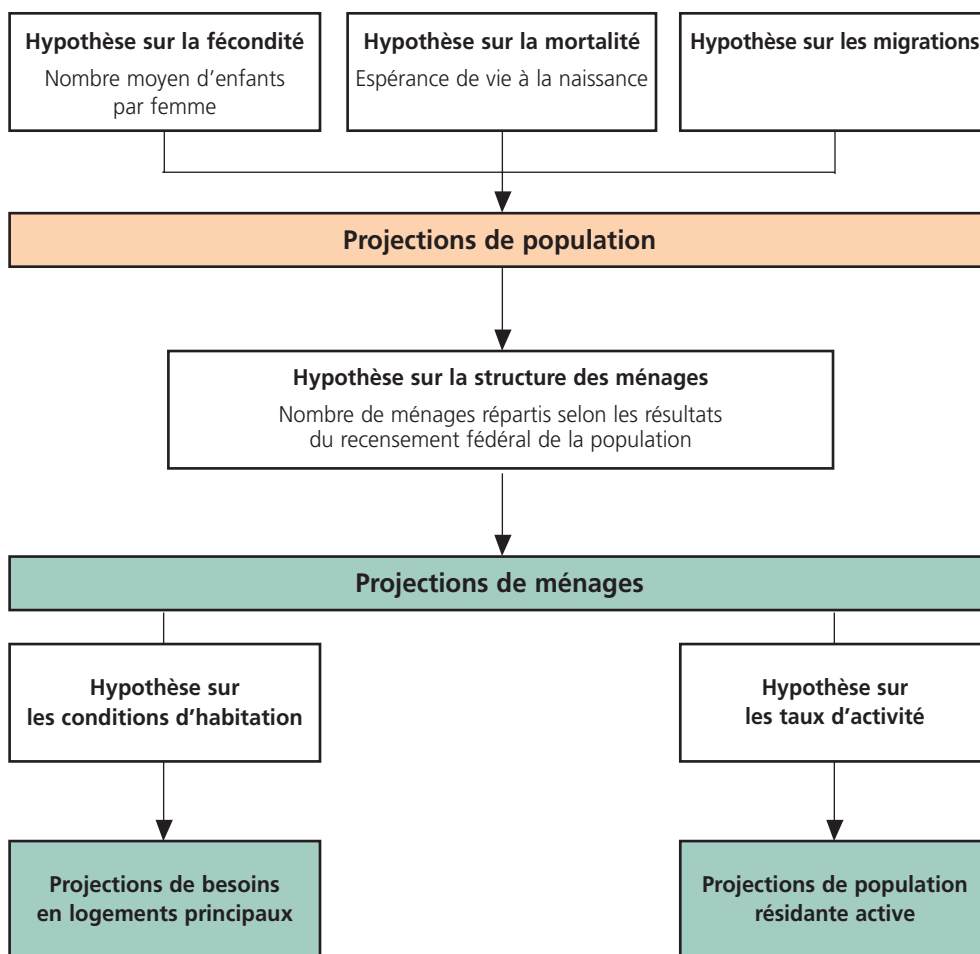 Hypothèse sur la fécondité
Nombre moyen d'enfants
par femme
Hypothèse sur la mortalité
Espérance de vie à la naissance
Hypothèse sur les migrations
Projections de population
Hypothèse sur la structure des ménages
Nombre de ménages répartis selon les résultats
du recensement fédéral de la population
Projections de ménages
Hypothèse sur
les conditions d'habitation
Hypothèse sur
les taux d'activité
Projections de besoins
en logements principaux
Projections de population
résidante active